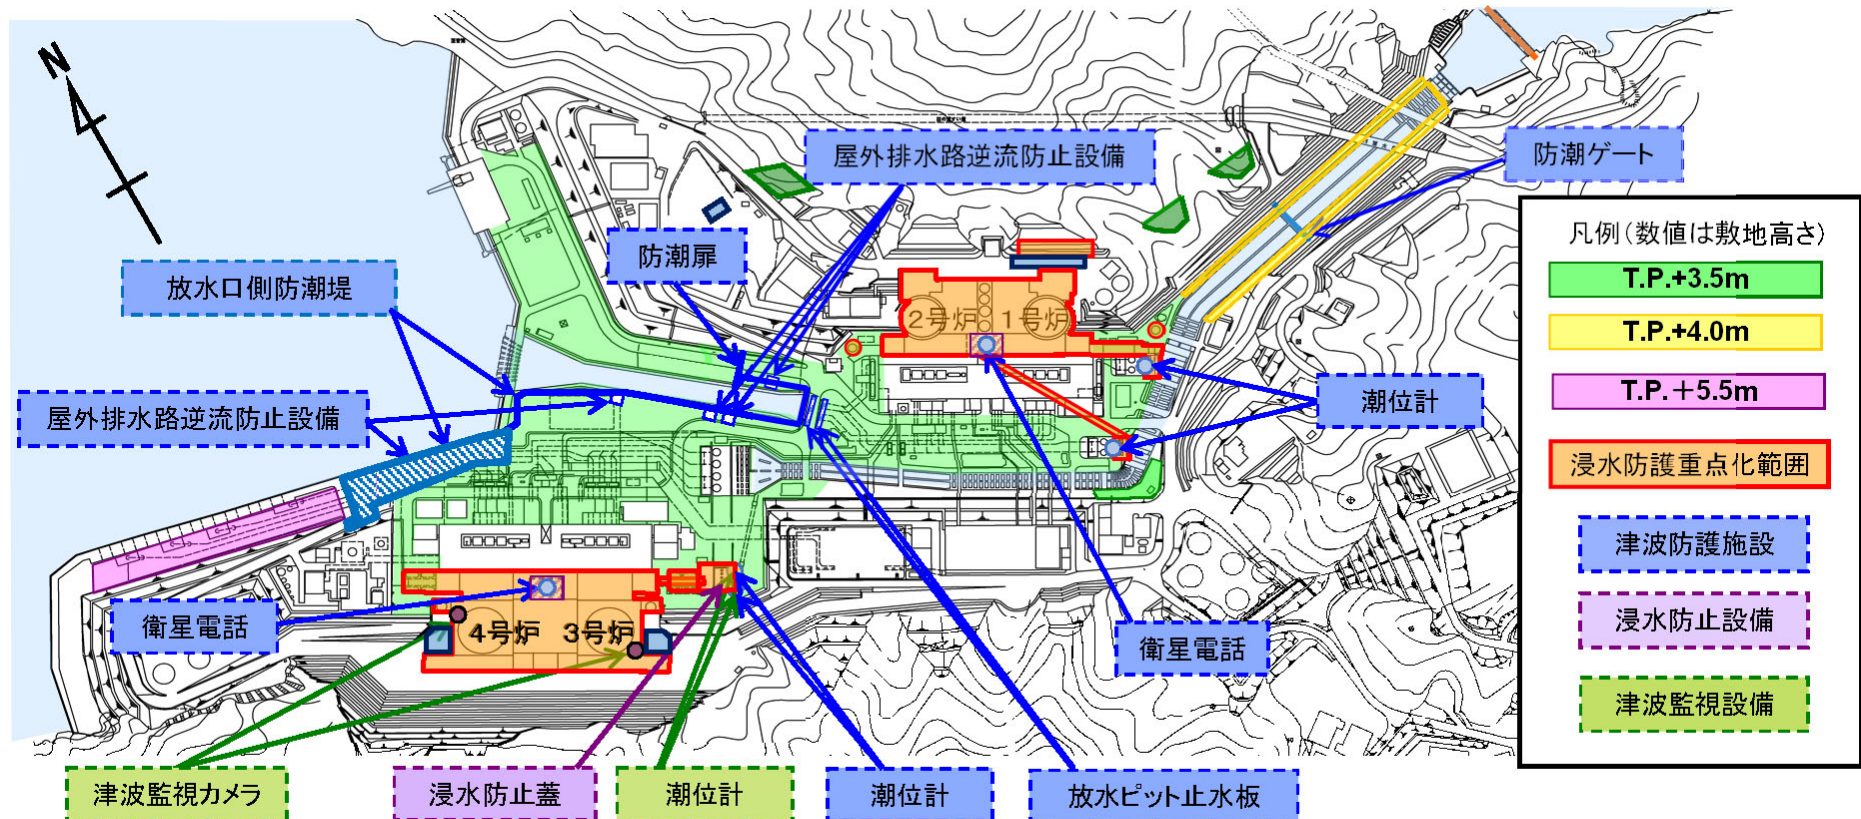 N
屋外排水路逆流防止設備
防潮ゲート
防潮扉
放水口側防潮堤
屋外排水路逆流防止設備
2号炉
1号炉
潮位計
衛星電話
4号炉
3号炉
衛星電話
津波監視カメラ
浸水防止蓋
潮位計
潮位計
放水ピット止水板
凡例(数値は敷地高さ)
T.P.+3.5m
T.P.+4.0m
T.P.+5.5m
浸水防護重点化範囲
津波防護施設
浸水防止設備
津波監視設備